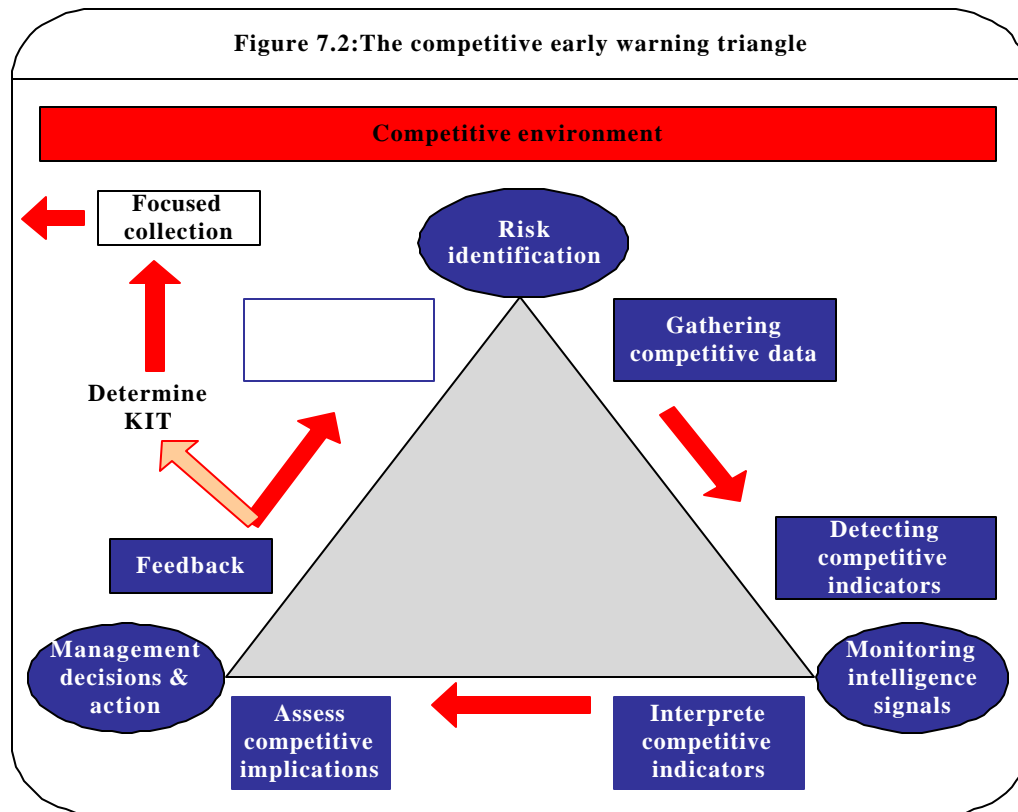 Figure 7.2:The competitive early warning triangle
Competitive environment
Focused
collection
Risk
identification
Gathering
competitive data
Determine
KIT
Detecting
competitive
indicators
Feedback
Management
decisions &
action
Monitoring
intelligence
signals
Assess
competitive
implications
Interprete
competitive
indicators